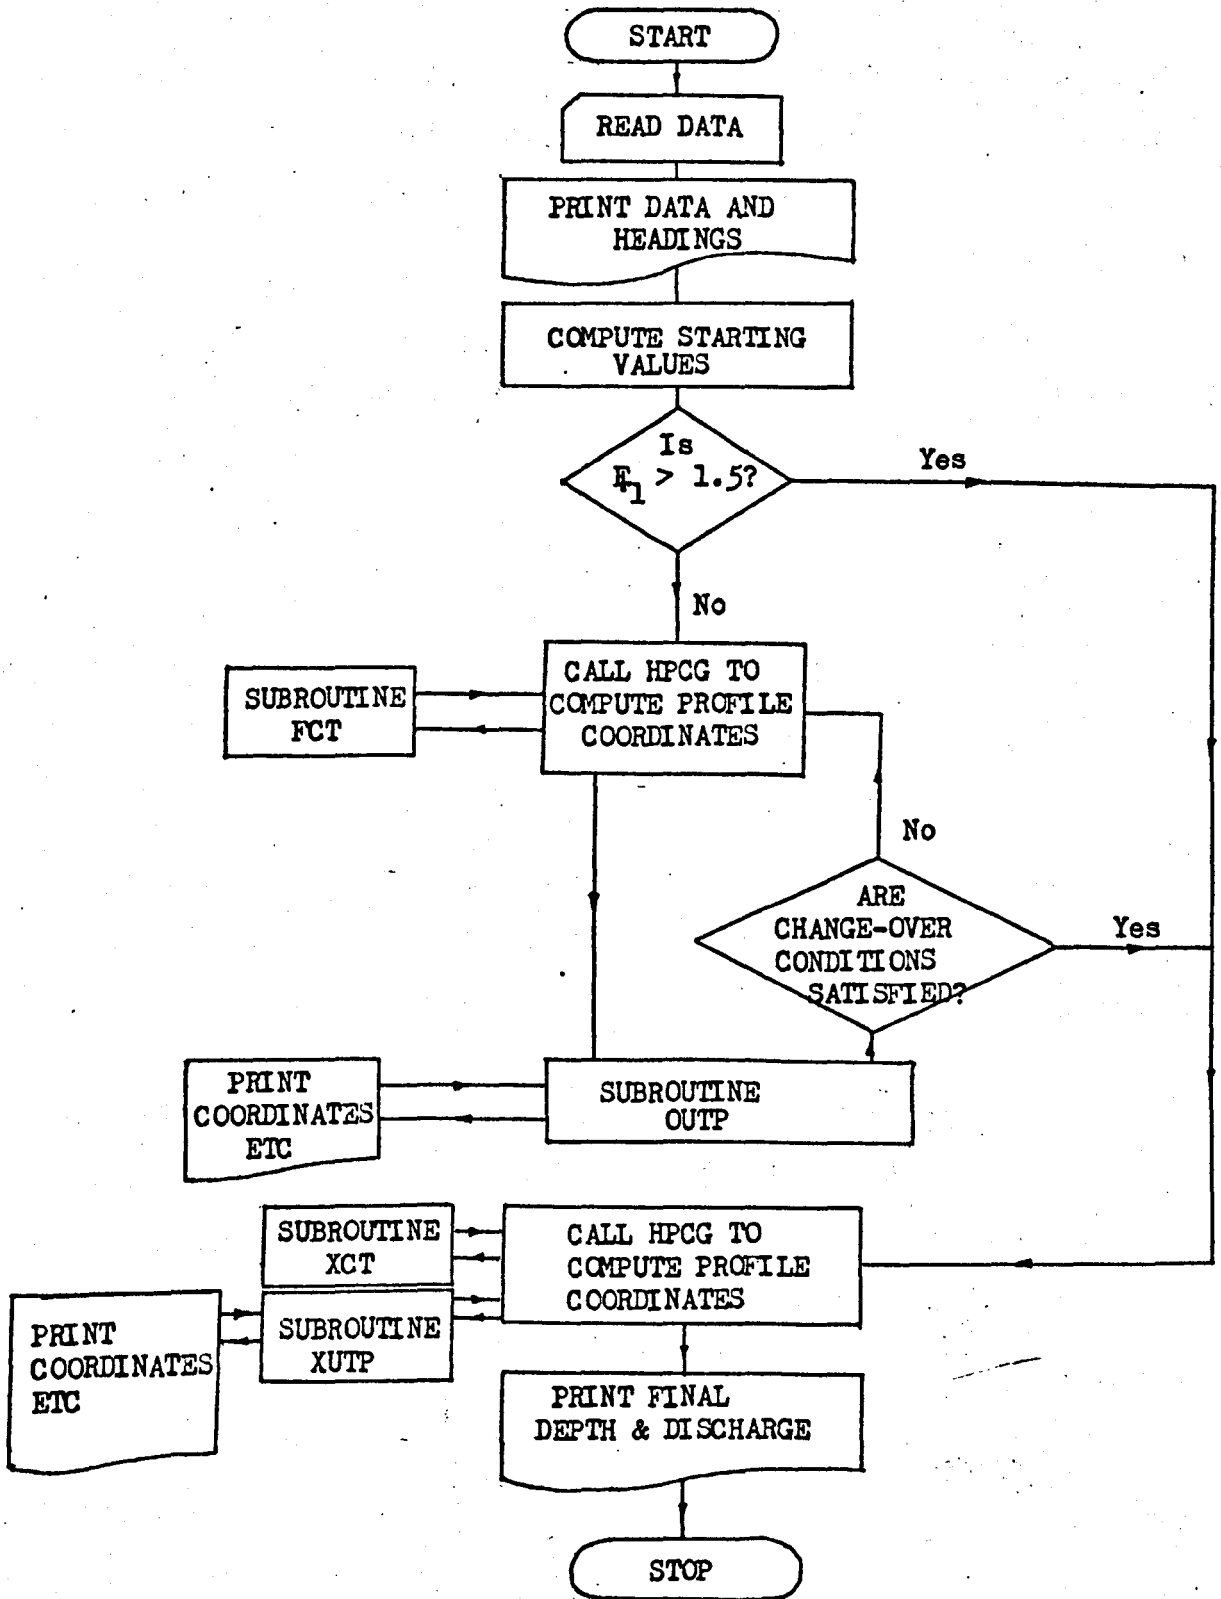 START
READ DATA
PRINT DATA AND
HEADINGS
COMPUTE STARTING
VALUES
Is
F₁ > 1.5?
Yes
No
CALL HPCG TO
COMPUTE PROFILE
COORDINATES
SUBROUTINE
FCT
No
ARE
CHANGE-OVER
CONDITIONS
SATISFIED?
Yes
PRINT
COORDINATES
ETC
SUBROUTINE
OUTP
SUBROUTINE
XCT
CALL HPCG TO
COMPUTE PROFILE
COORDINATES
SUBROUTINE
XUTP
PRINT
COORDINATES
ETC
PRINT FINAL
DEPTH & DISCHARGE
STOP